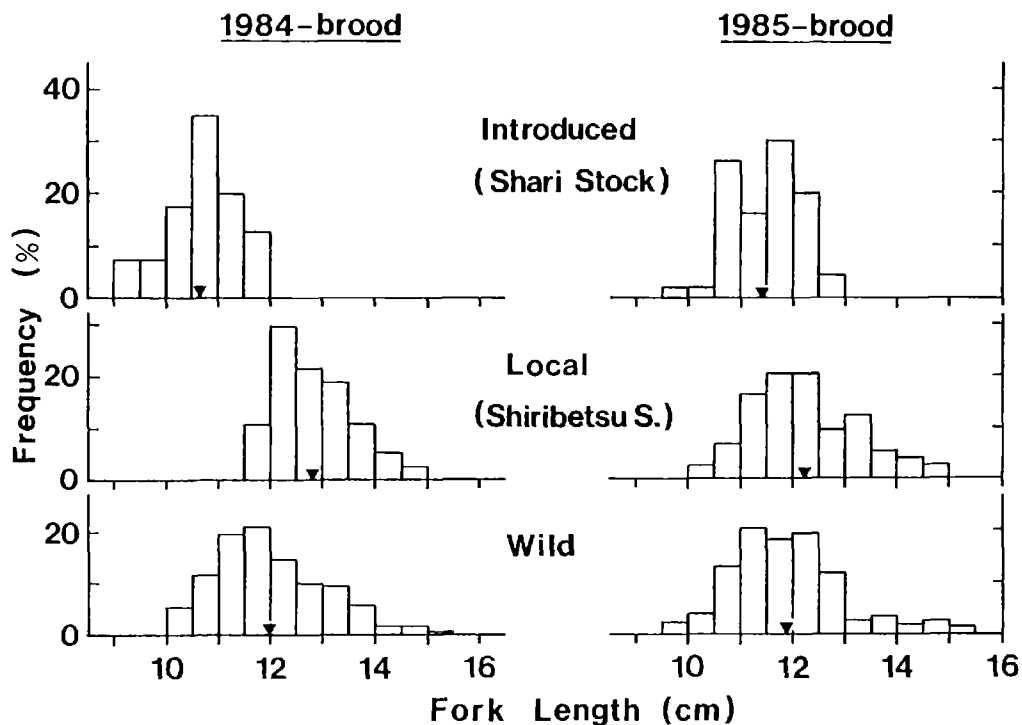 1984-brood
1985-brood
Frequency (%)
40
20
0
Introduced
(Shari Stock)
20
0
Local
(Shiribetsu S.)
20
0
Wild
10 12 14 16
10 12 14 16
Fork Length (cm)